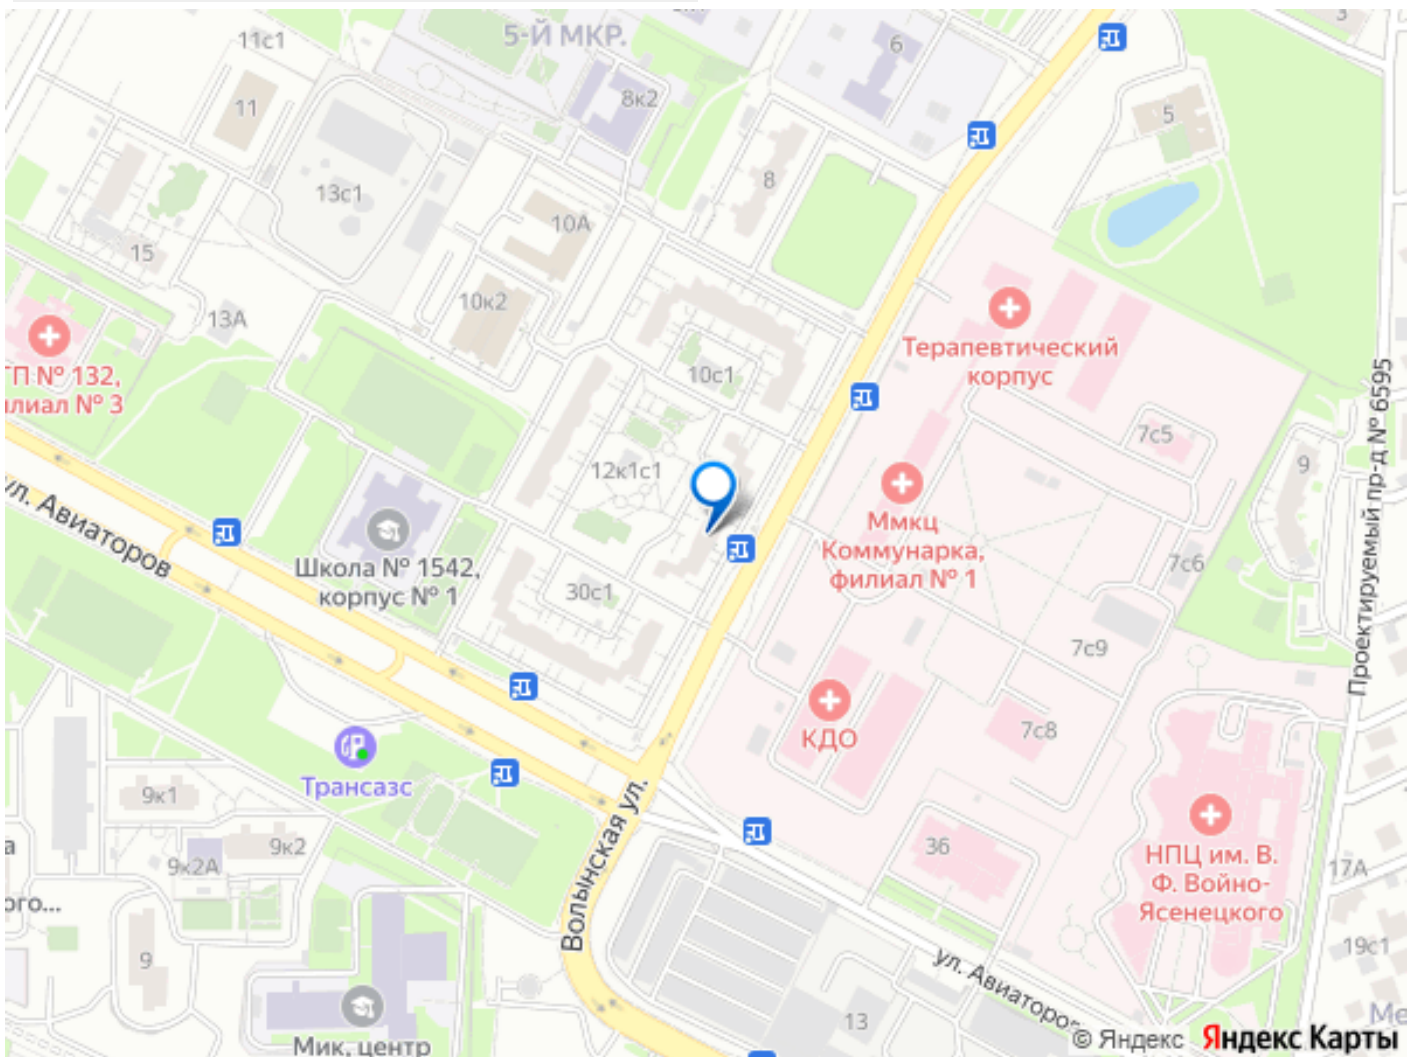 11с1
5-Й МКР.
3
6
11
8к2
5
8
13с1
10А
15
10к2
13А
Терапевтический
корпус
ГП № 132,
илиал № 3
10с1
7с5
9
12к1с1
ул. Авиаторов
Ммкц
Коммунарка,
филиал № 1
Школа № 1542,
корпус № 1
30с1
7с6
Проектируемый пр-д № 6595
7с9
КДО
7с8
Трансазс
9к1
Волынская ул.
36
9к2
9к2А
НПЦ им. В.
Ф. Войно-
Ясенецкого
17А
а
ого...
9
19с1
ул. Авиаторов
13
Ме
Мик, центр
© Яндекс Яндекс Карты